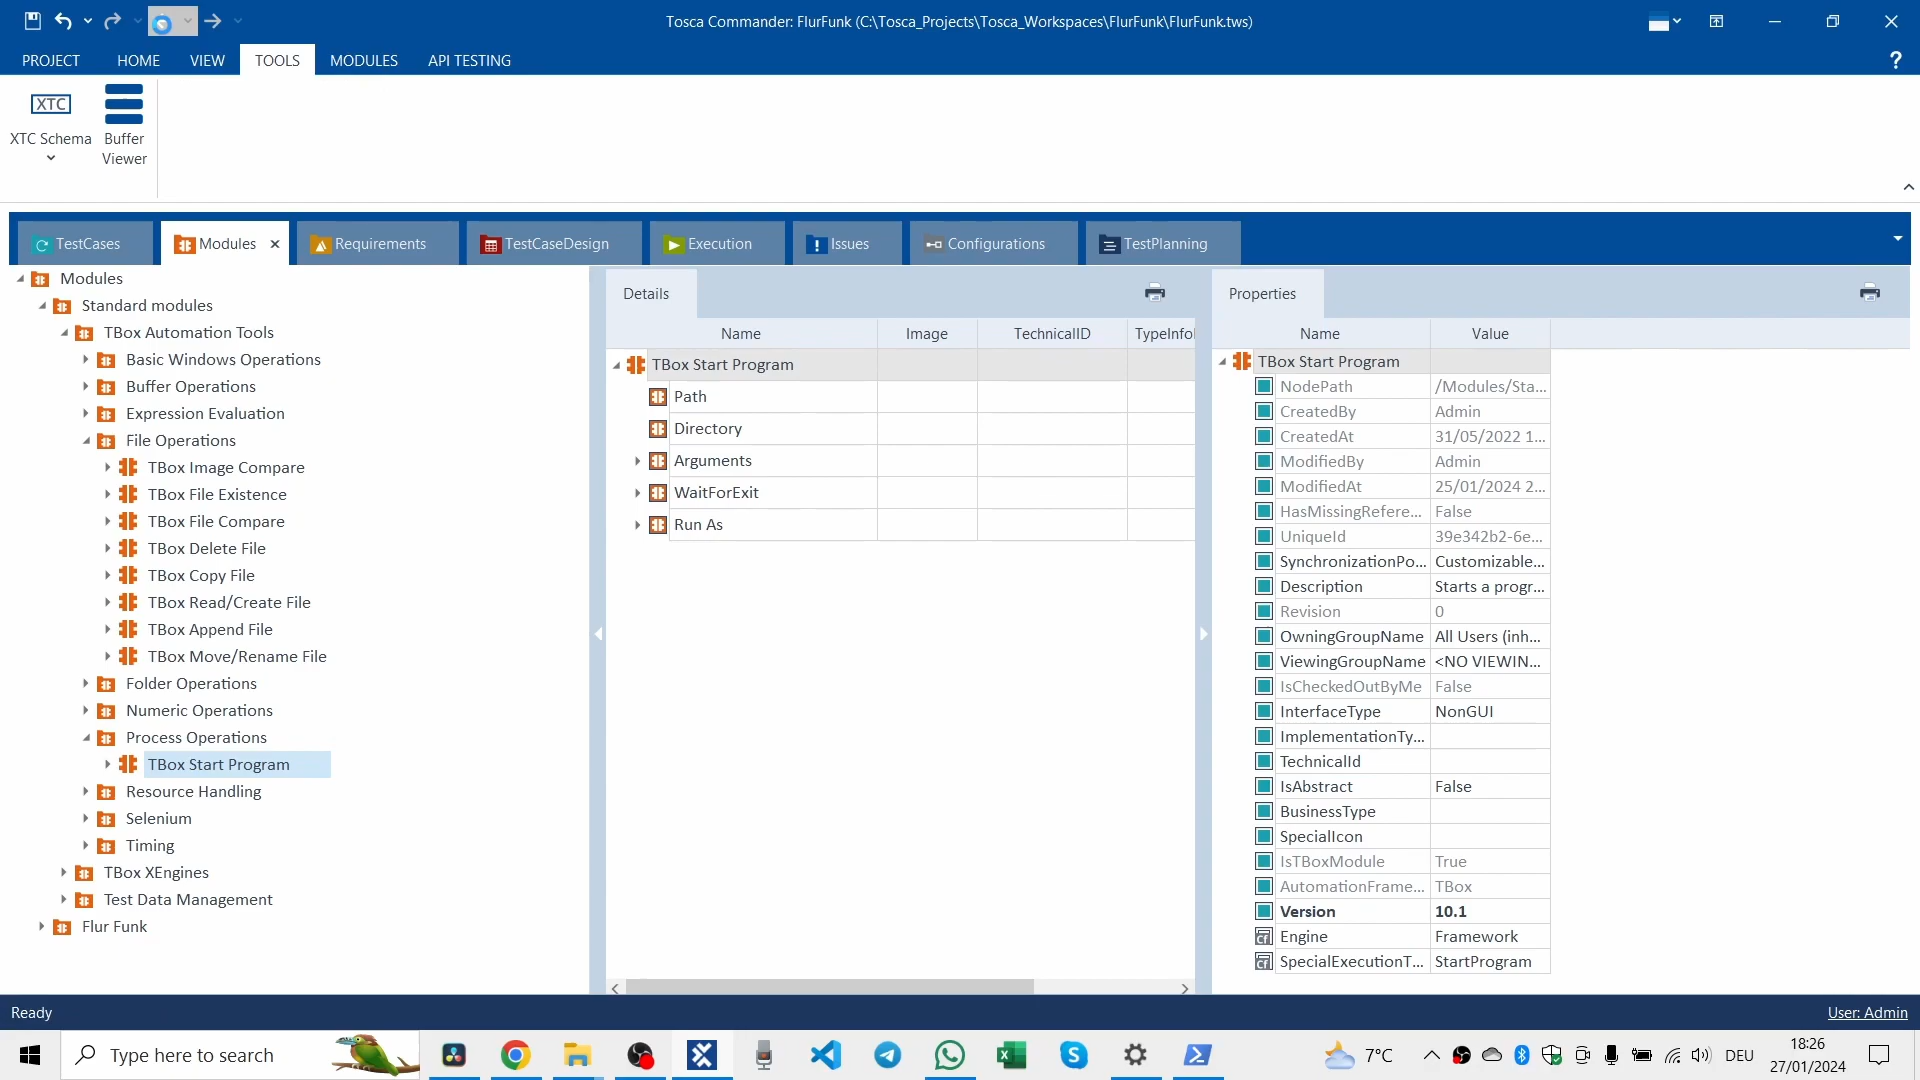 Tosca Commander: FlurFunk (C:\Tosca_Projects\Tosca_Workspaces\FlurFunk\FlurFunk.tws)
PROJECT HOME VIEW TOOLS MODULES API TESTING ?
XTC
XTC Schema
Buffer
Viewer
TestCases Modules Requirements TestCaseDesign Execution Issues Configurations TestPlanning
Modules
Standard modules
TBox Automation Tools
Basic Windows Operations
Buffer Operations
Expression Evaluation
File Operations
TBox Image Compare
TBox File Existence
TBox File Compare
TBox Delete File
TBox Copy File
TBox Read/Create File
TBox Append File
TBox Move/Rename File
Folder Operations
Numeric Operations
Process Operations
TBox Start Program
Resource Handling
Selenium
Timing
TBox XEngines
Test Data Management
Flur Funk
Details
Name Image TechnicalID TypeInfo
TBox Start Program
Path
Directory
Arguments
WaitForExit
Run As
Properties
Name Value
TBox Start Program
NodePath /Modules/Sta...
CreatedBy Admin
CreatedAt 31/05/2022 1...
ModifiedBy Admin
ModifiedAt 25/01/2024 2...
HasMissingRefere... False
UniqueId 39e342b2-6e...
SynchronizationPo... Customizable...
Description Starts a progr...
Revision 0
OwningGroupName All Users (inh...
ViewingGroupName <NO VIEWIN...
IsCheckedOutByMe False
InterfaceType NonGUI
ImplementationTy...
TechnicalId
IsAbstract False
BusinessType
SpecialIcon
IsTBoxModule True
AutomationFrame... TBox
Version 10.1
Engine Framework
SpecialExecutionT... StartProgram
Ready
User: Admin
Type here to search
7°C
DEU
18:26
27/01/2024